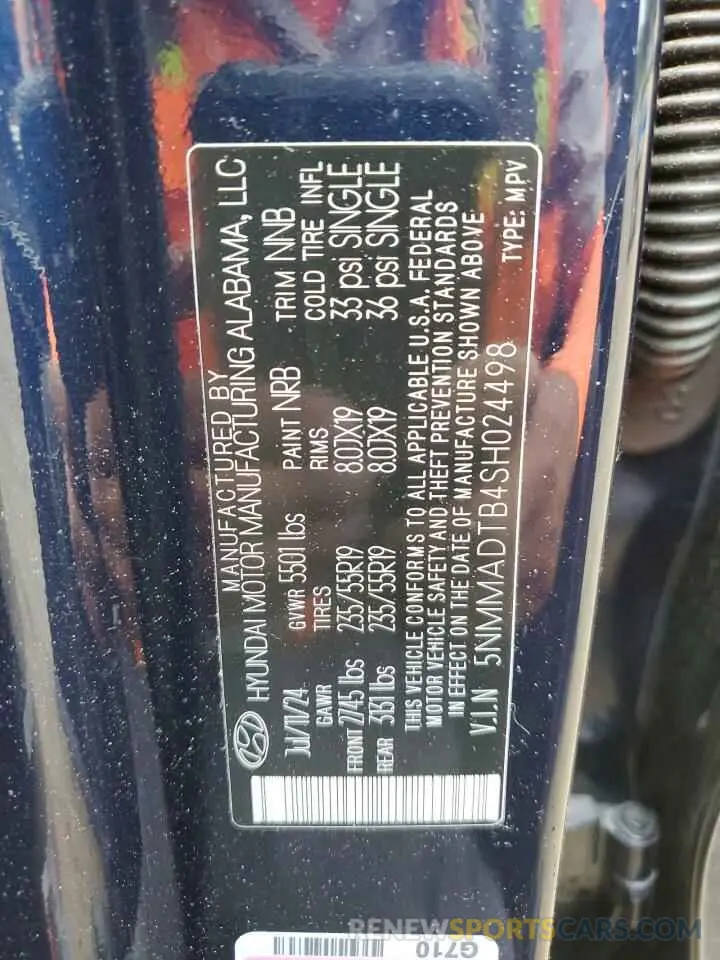 MANUFACTURED BY
HYUNDAI MOTOR MANUFACTURING ALABAMA, LLC
JUL/11/24 GVWR 5501 lbs PAINT NRB TRIM NNB
GAWR TIRES RIMS COLD TIRE INFL
FRONT 2745 lbs 235/55R19 8.0JX19 33 psi SINGLE
REAR 3131 lbs 235/55R19 8.0JX19 36 psi SINGLE
THIS VEHICLE CONFORMS TO ALL APPLICABLE U.S.A. FEDERAL
MOTOR VEHICLE SAFETY AND THEFT PREVENTION STANDARDS
IN EFFECT ON THE DATE OF MANUFACTURE SHOWN ABOVE
V.I.N 5NMMADTB4SH024498 TYPE: MPV
G710
RENEWSPORTSCARS.COM